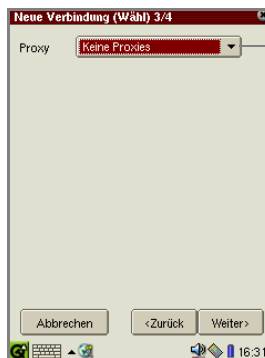 Neue Verbindung (Wähl) 3/4
Proxy
Keine Proxies
Abbrechen
<Zurück
Weiter>
16:31